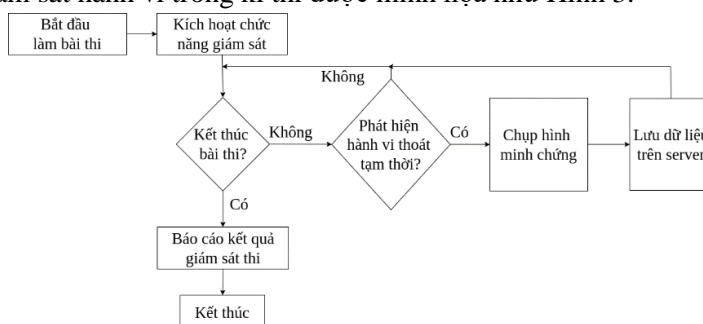 sát hành vi trong kì thi được minh họa như Hình 3.
Bắt đầu
làm bài thi
Kích hoạt chức
năng giám sát
Không
Kết thúc
bài thi?
Không
Phát hiện
hành vi thoát
tạm thời?
Có
Chụp hình
minh chứng
Lưu dữ liệu
trên server
Có
Báo cáo kết quả
giám sát thi
Kết thúc